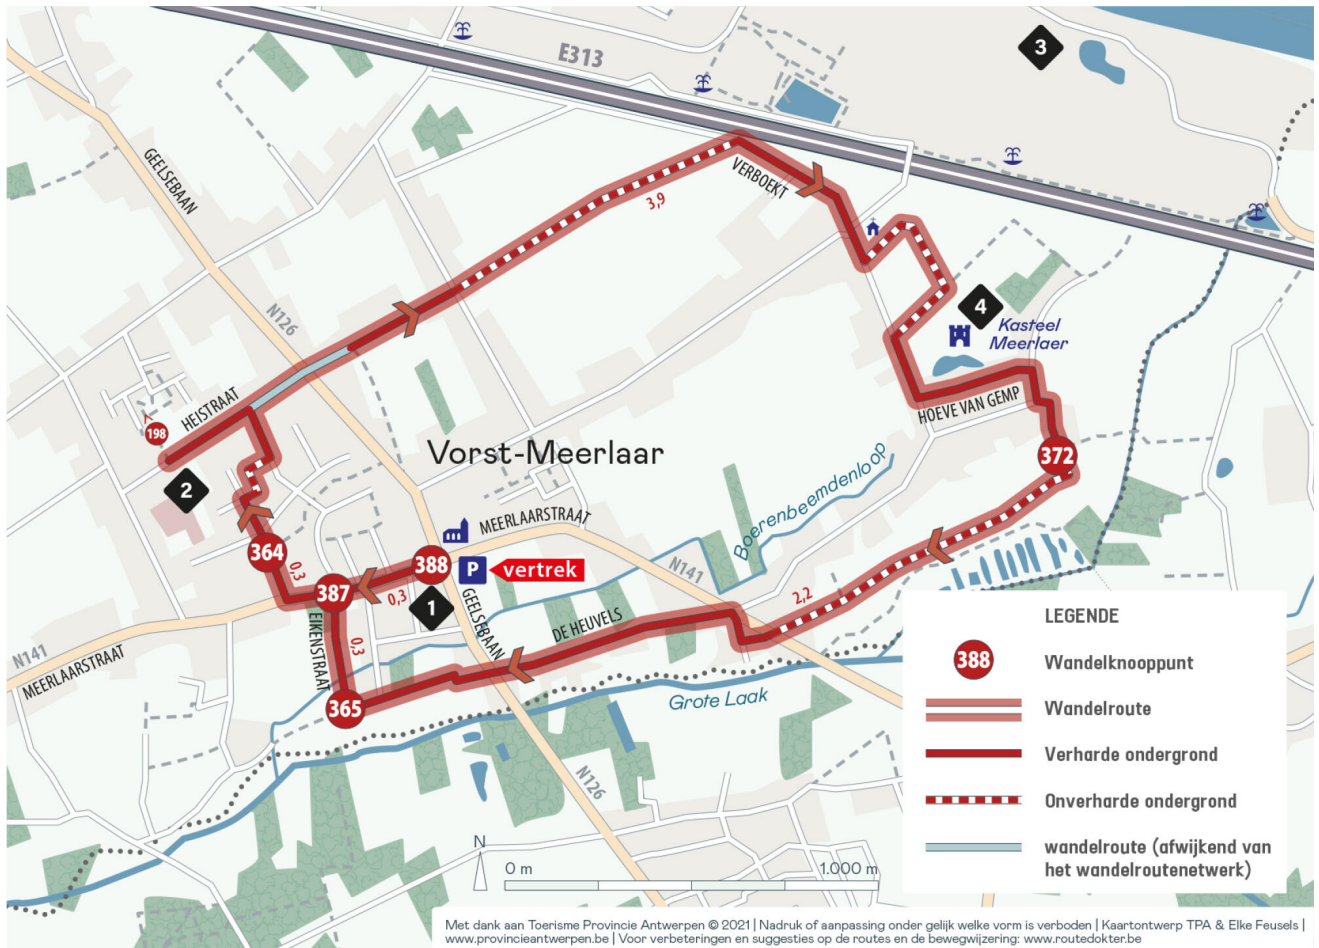 E313
3
GEELSEBAAN
VERBOEKT
3,9
N126
4
Kasteel
Meerlaer
HEISTRAAT
198
HOEVE VAN GEMP
372
Vorst-Meerlaar
2
Boerenbeemdenloop
MEERLAARSTRAAT
364
388
P
vertrek
N141
0,3
387
0,3
1
GEELSEBAAN
2,2
DE HEUVELS
EIKENSTRAAT
0,3
N141
MEERLAARSTRAAT
365
Grote Laak
N126
LEGENDE
388
Wandelknooppunt
Wandelroute
Verharde ondergrond
Onverharde ondergrond
wandelroute (afwijkend van
het wandelroutenetwerk)
N
0 m
1.000 m
Met dank aan Toerisme Provincie Antwerpen © 2021 | Nadruk of aanpassing onder gelijk welke vorm is verboden | Kaartontwerp TPA & Elke Feusels |
www.provincieantwerpen.be | Voor verbeteringen en suggesties op de routes en de bewegwijzering: www.routedokter.be